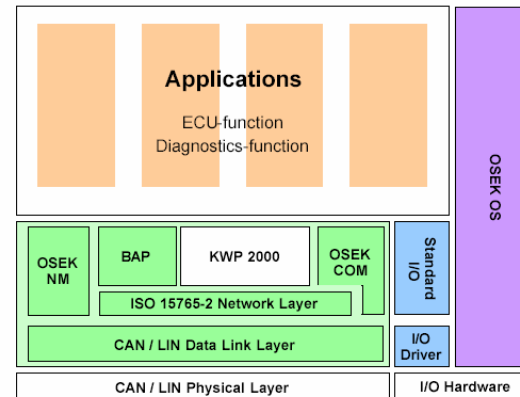 Applications
ECU-function
Diagnostics-function
OSEK OS
OSEK
NM
BAP
KWP 2000
OSEK
COM
Standard
I/O
ISO 15765-2 Network Layer
CAN / LIN Data Link Layer
I/O
Driver
CAN / LIN Physical Layer
I/O Hardware